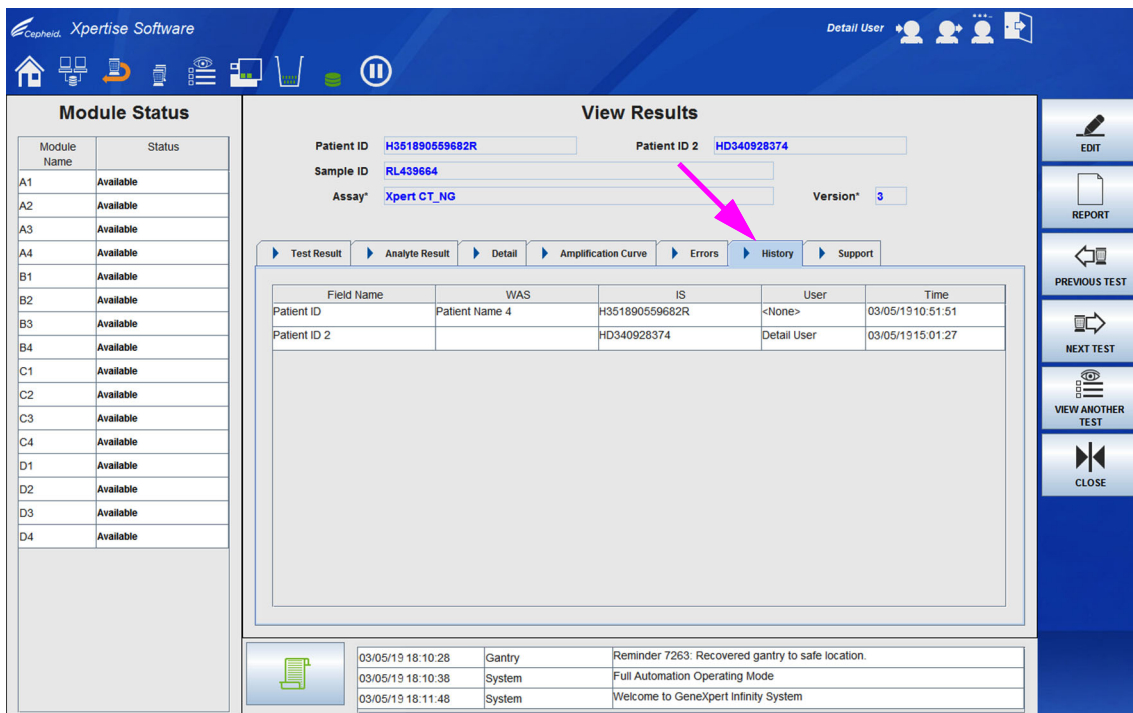 Cepheid. Xpertise Software
Detail User
Module Status
Module Name Status
A1 Available
A2 Available
A3 Available
A4 Available
B1 Available
B2 Available
B3 Available
B4 Available
C1 Available
C2 Available
C3 Available
C4 Available
D1 Available
D2 Available
D3 Available
D4 Available
View Results
Patient ID H351890559682R Patient ID 2 HD340928374
Sample ID RL439664
Assay* Xpert CT_NG Version* 3
Test Result Analyte Result Detail Amplification Curve Errors History Support
Field Name WAS IS User Time
Patient ID Patient Name 4 H351890559682R <None> 03/05/19 10:51:51
Patient ID 2 HD340928374 Detail User 03/05/19 15:01:27
03/05/19 18:10:28 Gantry Reminder 7263: Recovered gantry to safe location.
03/05/19 18:10:38 System Full Automation Operating Mode
03/05/19 18:11:48 System Welcome to GeneXpert Infinity System
EDIT
REPORT
PREVIOUS TEST
NEXT TEST
VIEW ANOTHER
TEST
CLOSE